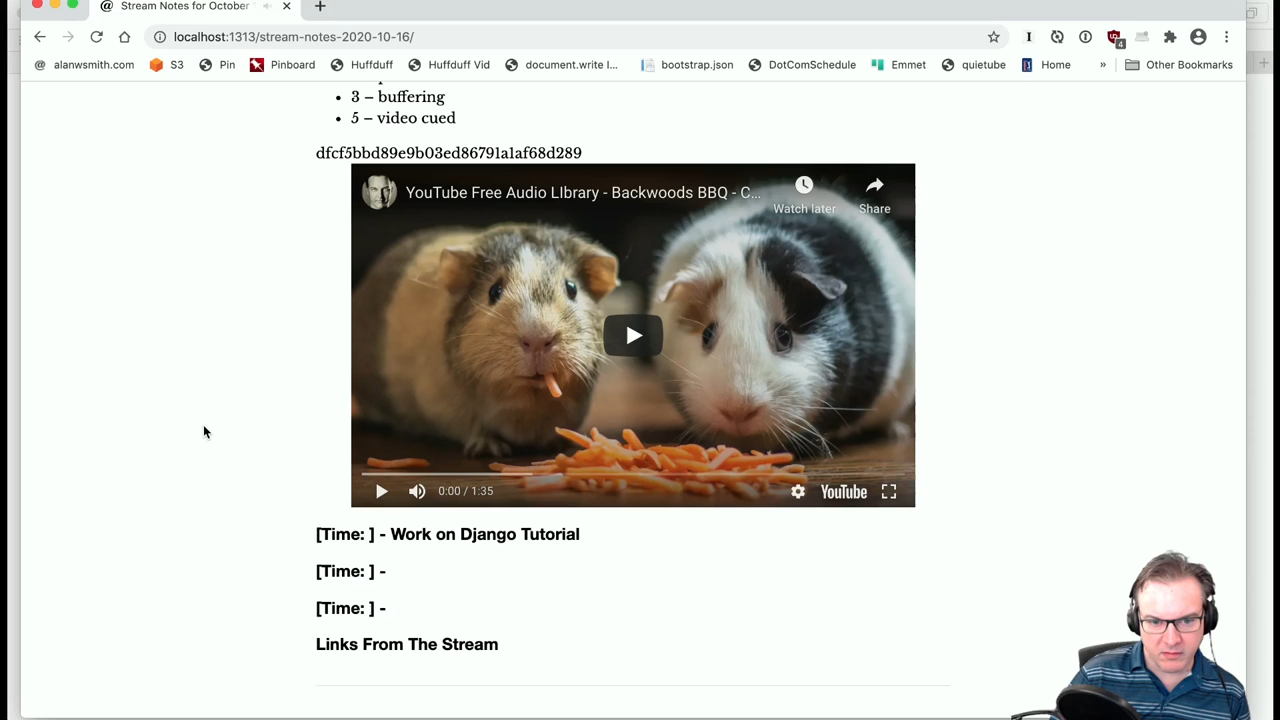 Stream Notes for October
localhost:1313/stream-notes-2020-10-16/
4
alanwsmith.com
S3
Pin
Pinboard
Huffduff
Huffduff Vid
document.write l...
bootstrap.json
DotComSchedule
Emmet
quietube
Home
»
Other Bookmarks
• 3 – buffering
• 5 – video cued
dfcf5bbd89e9b03ed86791a1af68d289
YouTube Free Audio LIbrary - Backwoods BBQ - C...
Watch later
Share
0:00 / 1:35
YouTube
[Time: ] - Work on Django Tutorial
[Time: ] -
[Time: ] -
Links From The Stream